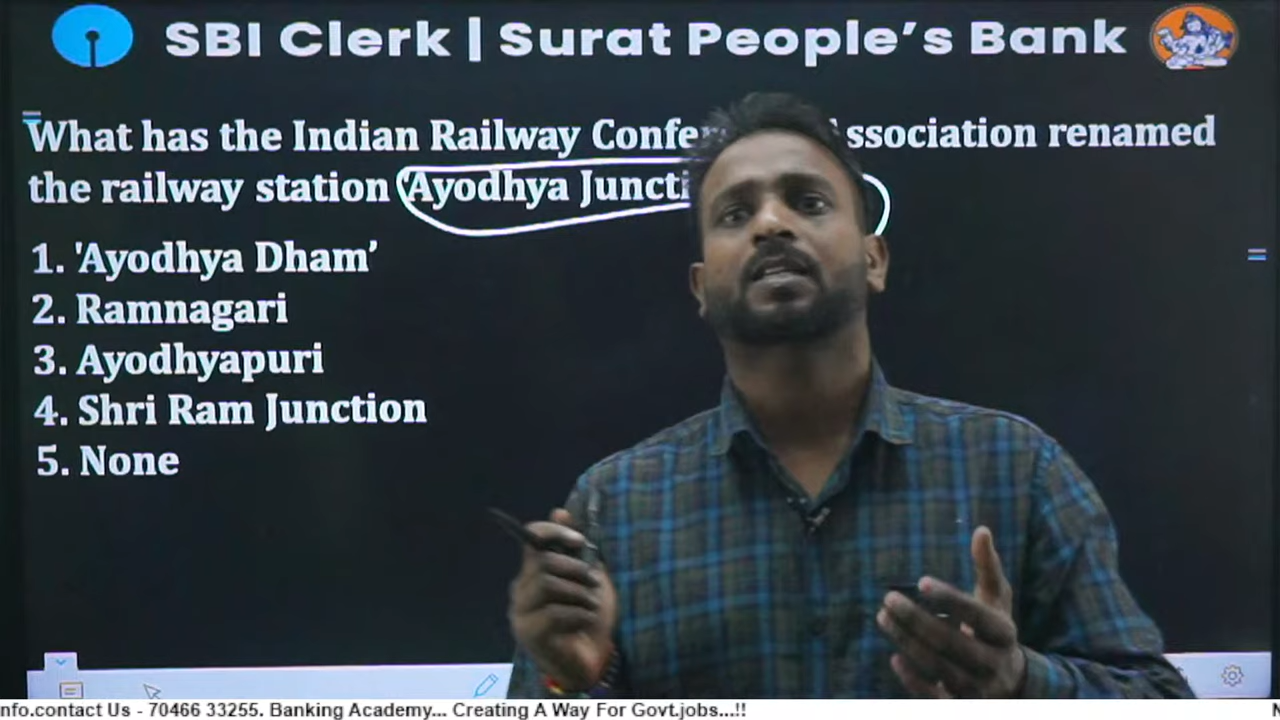 SBI Clerk | Surat People's Bank
What has the Indian Railway Confe ssociation renamed
the railway station 'Ayodhya Juncti
1. 'Ayodhya Dham'
2. Ramnagari
3. Ayodhyapuri
4. Shri Ram Junction
5. None
nfo.contact Us - 70466 33255. Banking Academy... Creating A Way For Govt.jobs...!! N